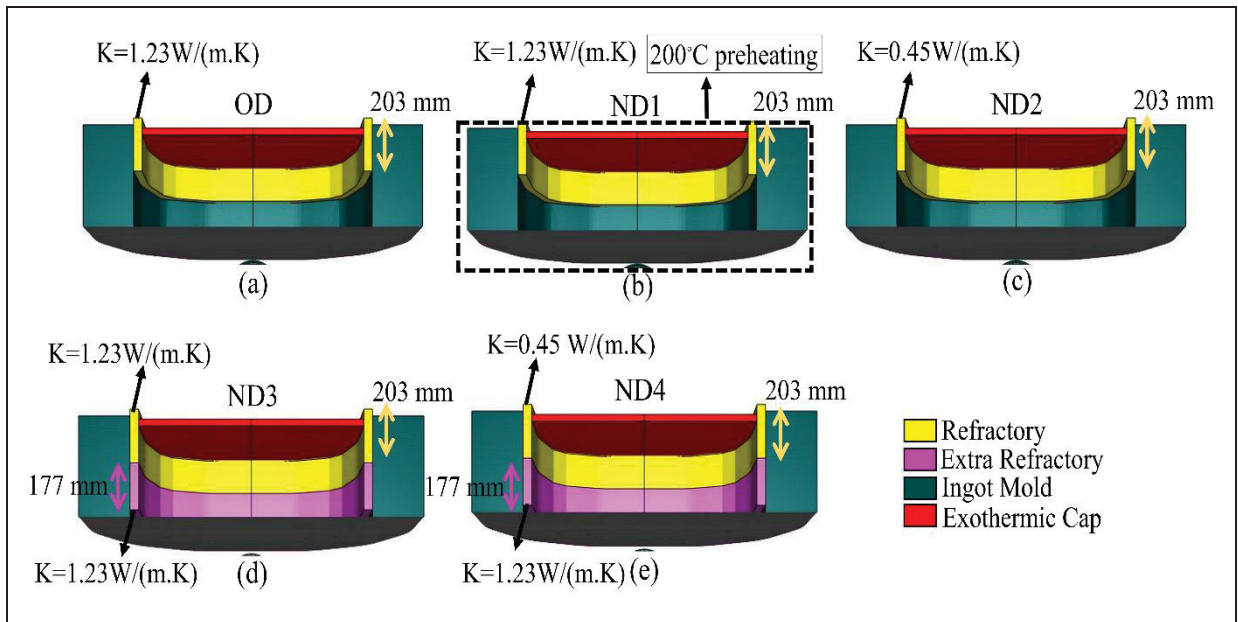 K=1.23W/(m.K)
OD
203 mm
(a)
K=1.23W/(m.K)
200°C preheating
ND1
203 mm
(b)
K=0.45W/(m.K)
ND2
203 mm
(c)
K=1.23W/(m.K)
ND3
203 mm
177 mm
K=1.23W/(m.K)
(d)
K=0.45 W/(m.K)
ND4
203 mm
177 mm
K=1.23W/(m.K)
(e)
Refractory
Extra Refractory
Ingot Mold
Exothermic Cap